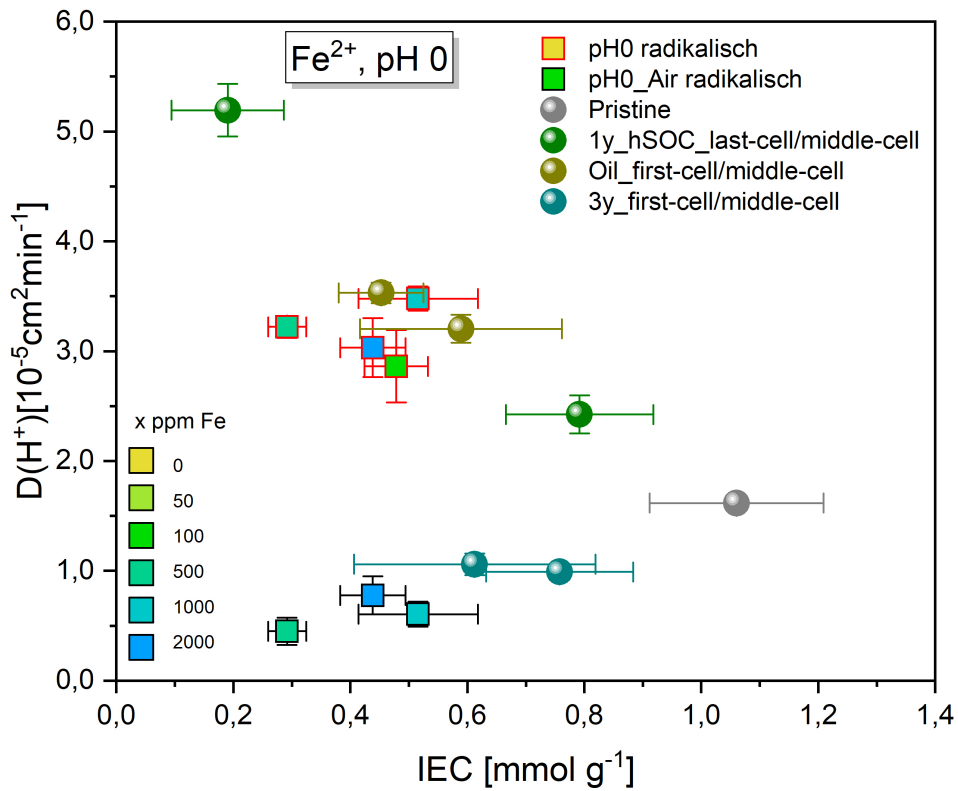 6,0
5,0
4,0
3,0
2,0
1,0
0,0
D(H⁺)[10⁻⁵cm²min⁻¹]
Fe²⁺, pH 0
pH0 radikalisch
pH0_Air radikalisch
Pristine
1y_hSOC_last-cell/middle-cell
Oil_first-cell/middle-cell
3y_first-cell/middle-cell
x ppm Fe
0
50
100
500
1000
2000
0,0 0,2 0,4 0,6 0,8 1,0 1,2 1,4
IEC [mmol g⁻¹]